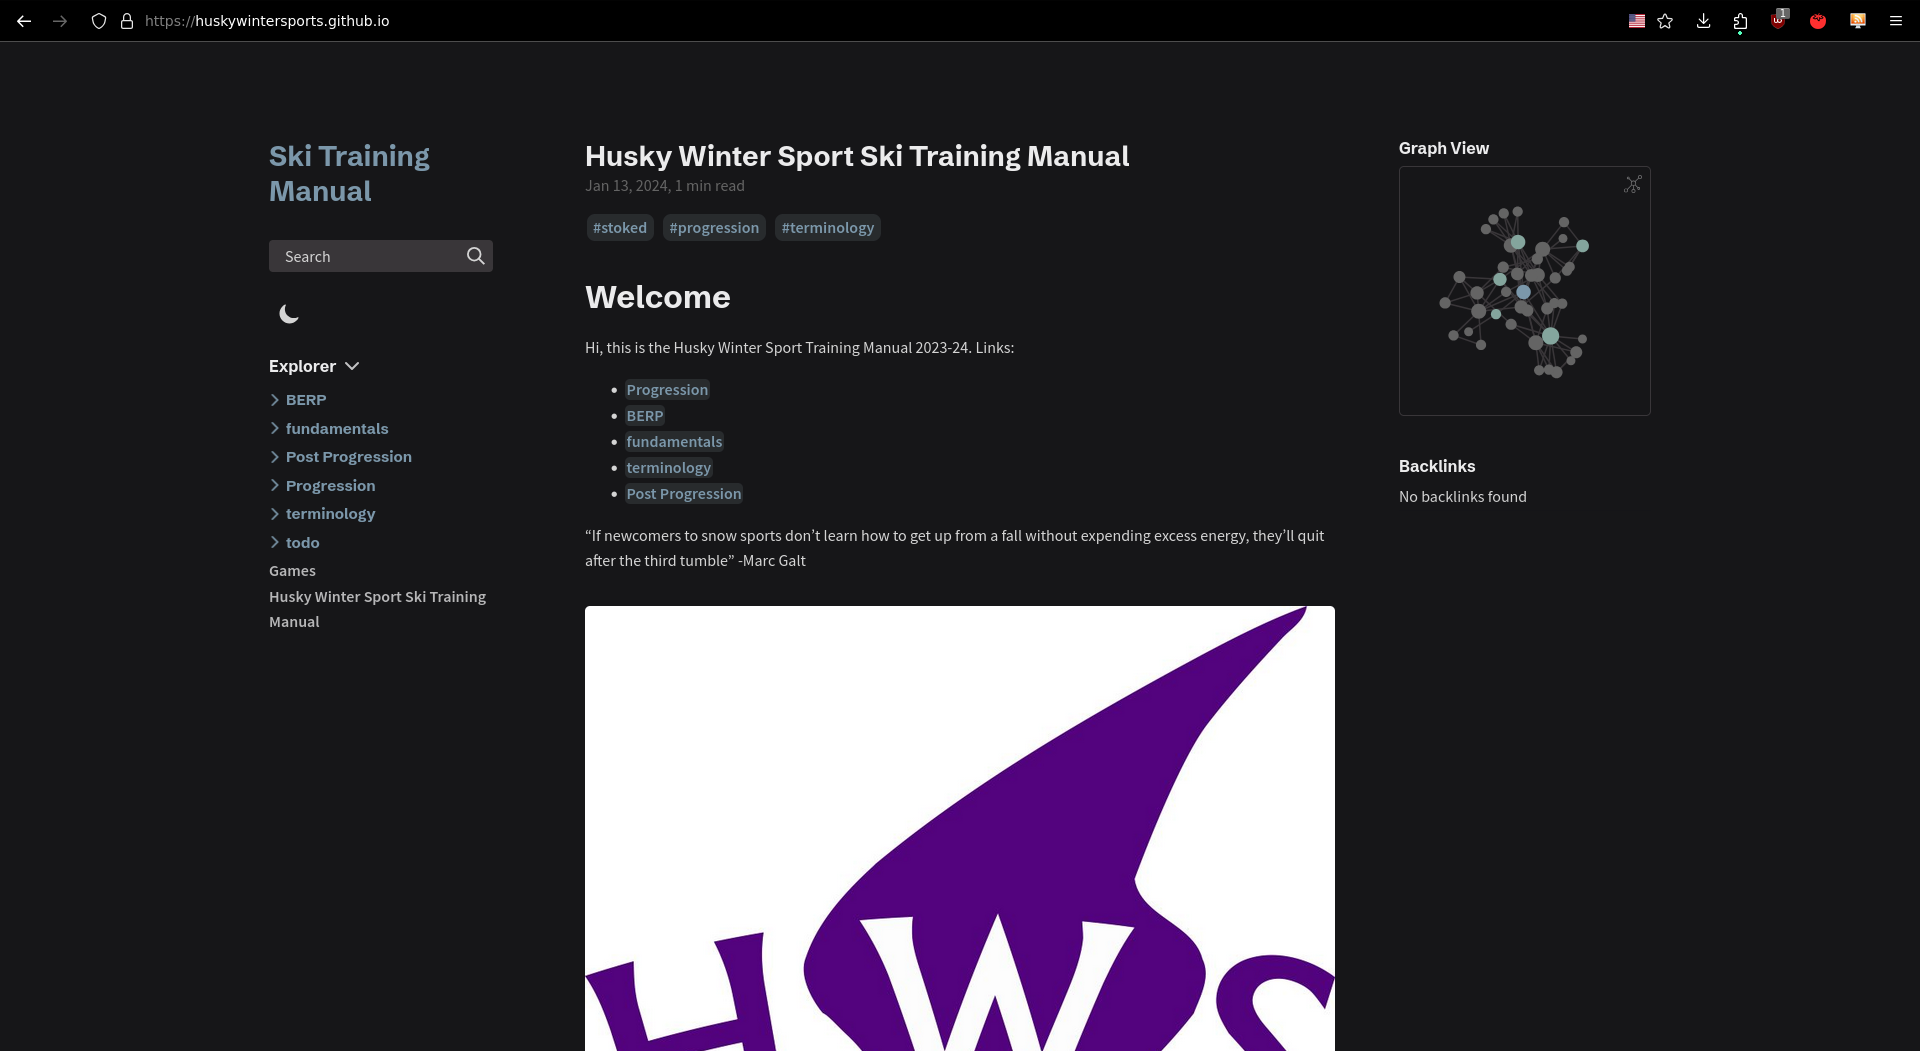 https://huskywintersports.github.io
1
Ski Training
Manual
Search
Explorer
BERP
fundamentals
Post Progression
Progression
terminology
todo
Games
Husky Winter Sport Ski Training
Manual
Husky Winter Sport Ski Training Manual
Jan 13, 2024, 1 min read
#stoked #progression #terminology
Welcome
Hi, this is the Husky Winter Sport Training Manual 2023-24. Links:
• Progression
• BERP
• fundamentals
• terminology
• Post Progression
“If newcomers to snow sports don’t learn how to get up from a fall without expending excess energy, they’ll quit
after the third tumble” -Marc Galt
HWS
Graph View
Backlinks
No backlinks found